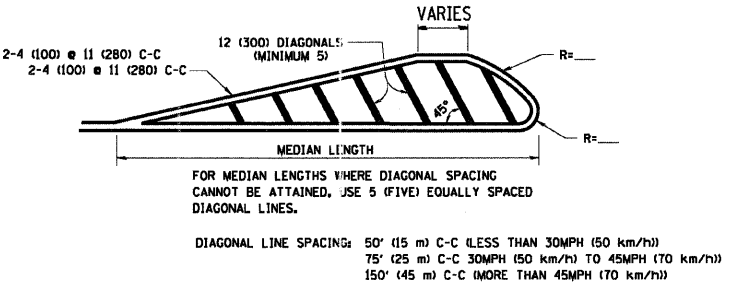 VARIES
2-4 (100) @ 11 (280) C-C
2-4 (100) @ 11 (280) C-C
12 (300) DIAGONALS
(MINIMUM 5)
R=___
45°
R=___
MEDIAN LENGTH
FOR MEDIAN LENGTHS WHERE DIAGONAL SPACING
CANNOT BE ATTAINED, USE 5 (FIVE) EQUALLY SPACED
DIAGONAL LINES.
DIAGONAL LINE SPACING: 50' (15 m) C-C (LESS THAN 30MPH (50 km/h))
75' (25 m) C-C 30MPH (50 km/h) TO 45MPH (70 km/h))
150' (45 m) C-C (MORE THAN 45MPH (70 km/h))